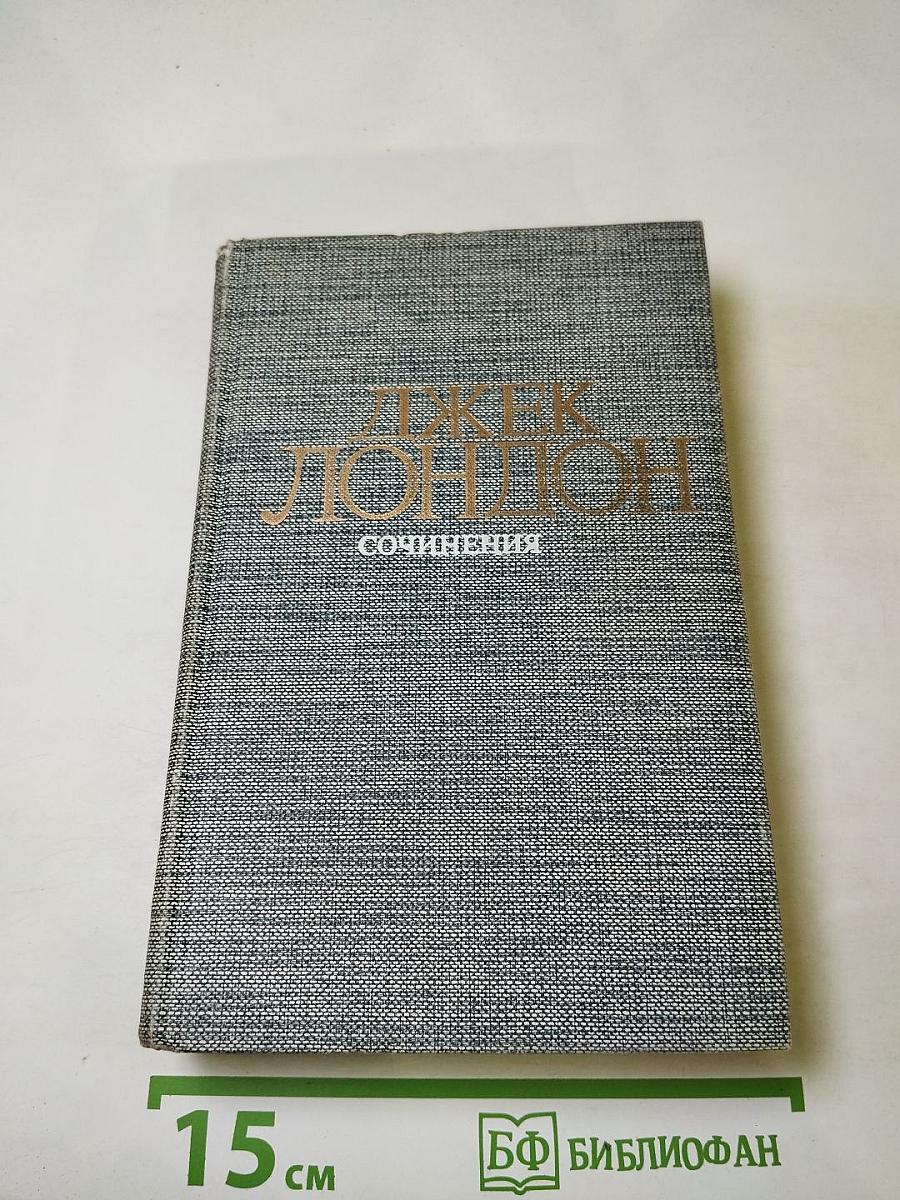 ДЖЕК
ЛОНДОН
СОЧИНЕНИЯ
15 см
БФ БИБЛИОФАН